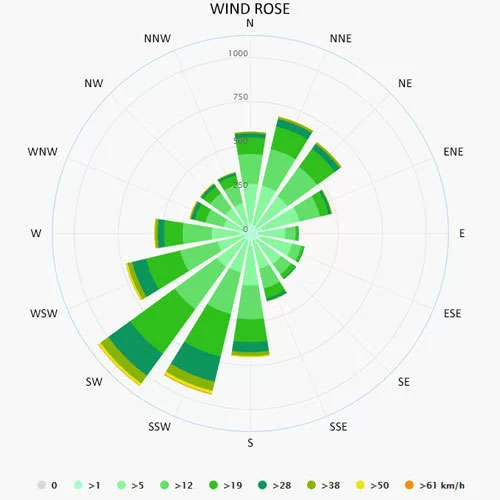 WIND ROSE
N
NNW
NNE
1000
NW
NE
750
500
WNW
ENE
250
W
0
E
WSW
ESE
SW
SE
SSW
SSE
S
0 >1 >5 >12 >19 >28 >38 >50 >61 km/h